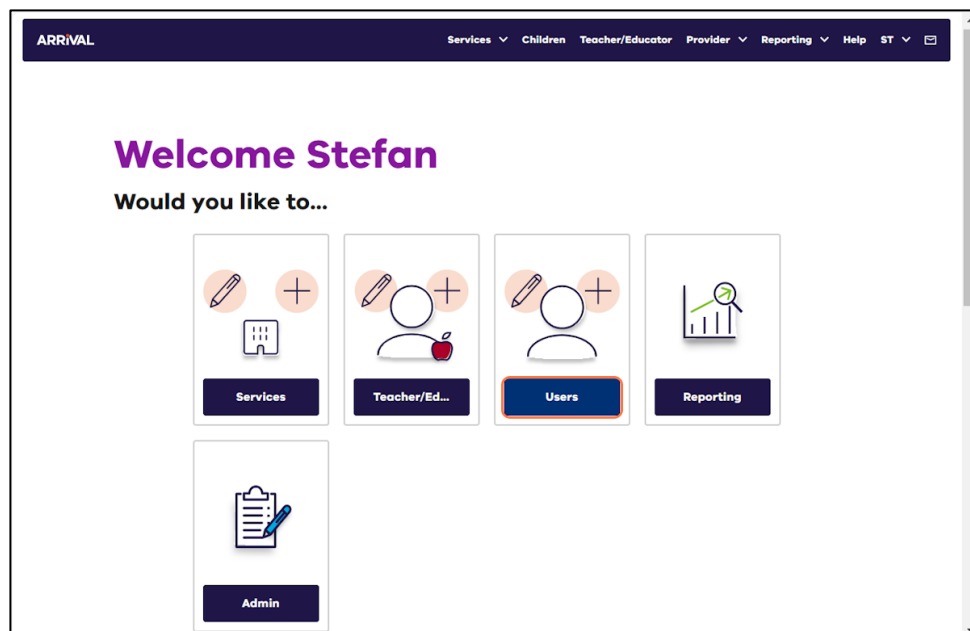 ARRiVAL Services Children Teacher/Educator Provider Reporting Help ST
Welcome Stefan
Would you like to...
Services Teacher/Ed... Users Reporting
Admin